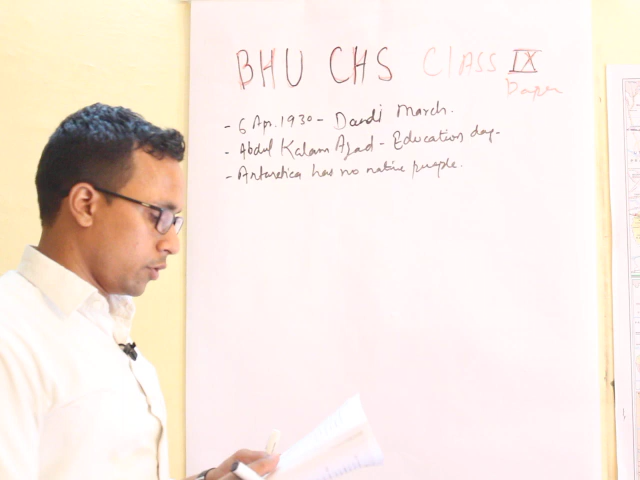 BHU CHS Class IX
Paper
- 6 Apr. 1930 - Dandi March.
- Abdul Kalam Azad - Education day.
- Antarctica has no native people.